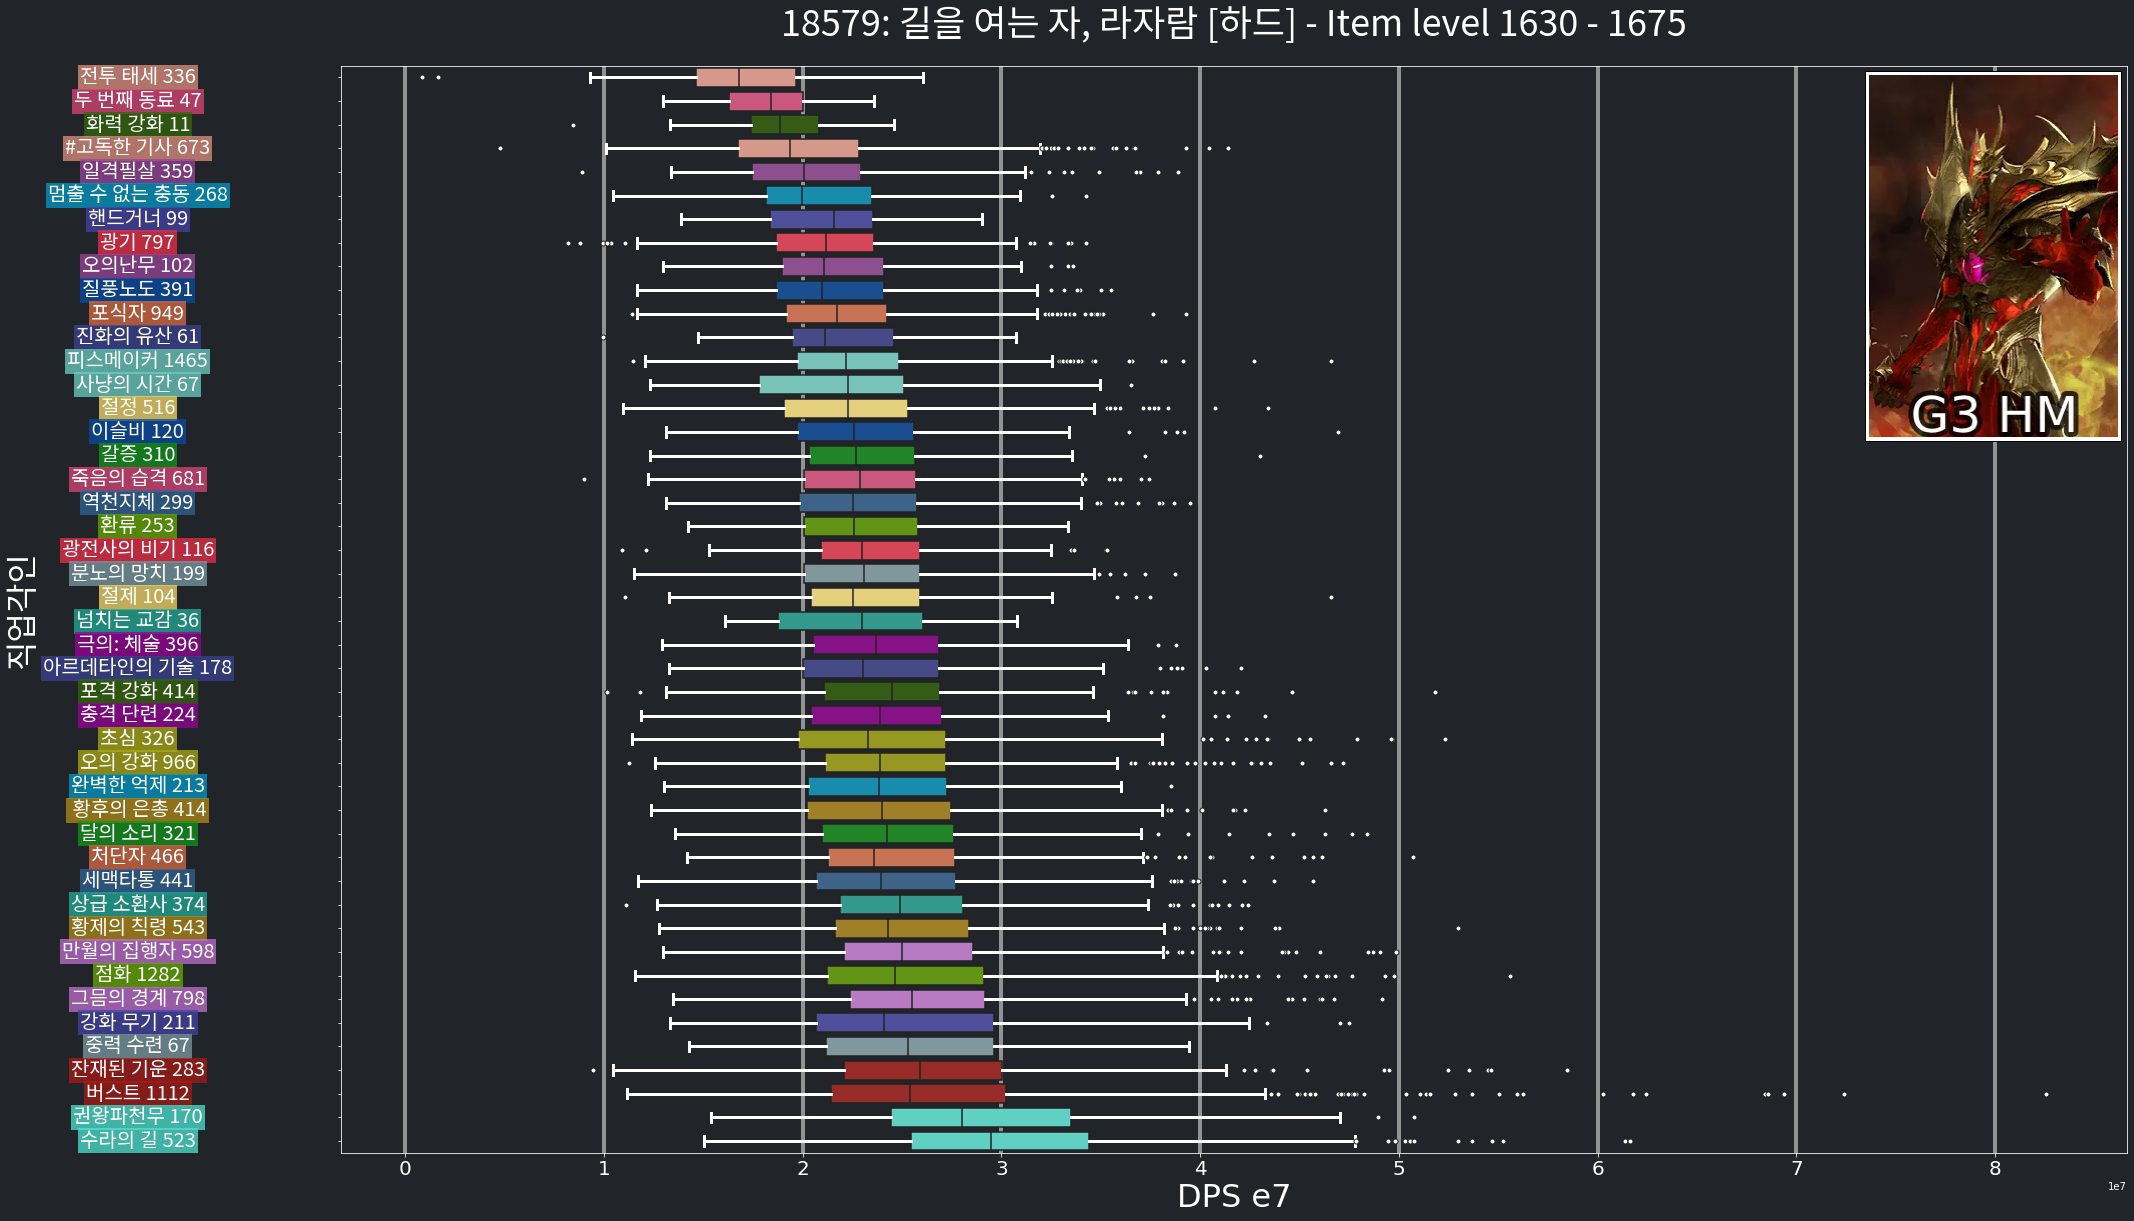 18579: 길을 여는 자, 라자람 [하드] - Item level 1630 - 1675
전투 태세 336
두 번째 동료 47
화력 강화 11
#고독한 기사 673
일격필살 359
멈출 수 없는 충동 268
핸드거너 99
광기 797
오의난무 102
질풍노도 391
포식자 949
진화의 유산 61
피스메이커 1465
사냥의 시간 67
절정 516
이슬비 120
갈증 310
죽음의 습격 681
역천지체 299
환류 253
광전사의 비기 116
분노의 망치 199
절제 104
넘치는 교감 36
극의: 체술 396
아르데타인의 기술 178
포격 강화 414
충격 단련 224
초심 326
오의 강화 966
완벽한 억제 213
황후의 은총 414
달의 소리 321
처단자 466
세맥타통 441
상급 소환사 374
황제의 칙령 543
만월의 집행자 598
점화 1282
그믐의 경계 798
강화 무기 211
중력 수련 67
잔재된 기운 283
버스트 1112
권왕파천무 170
수라의 길 523
직업각인
G3 HM
0 1 2 3 4 5 6 7 8
DPS e7
1e7